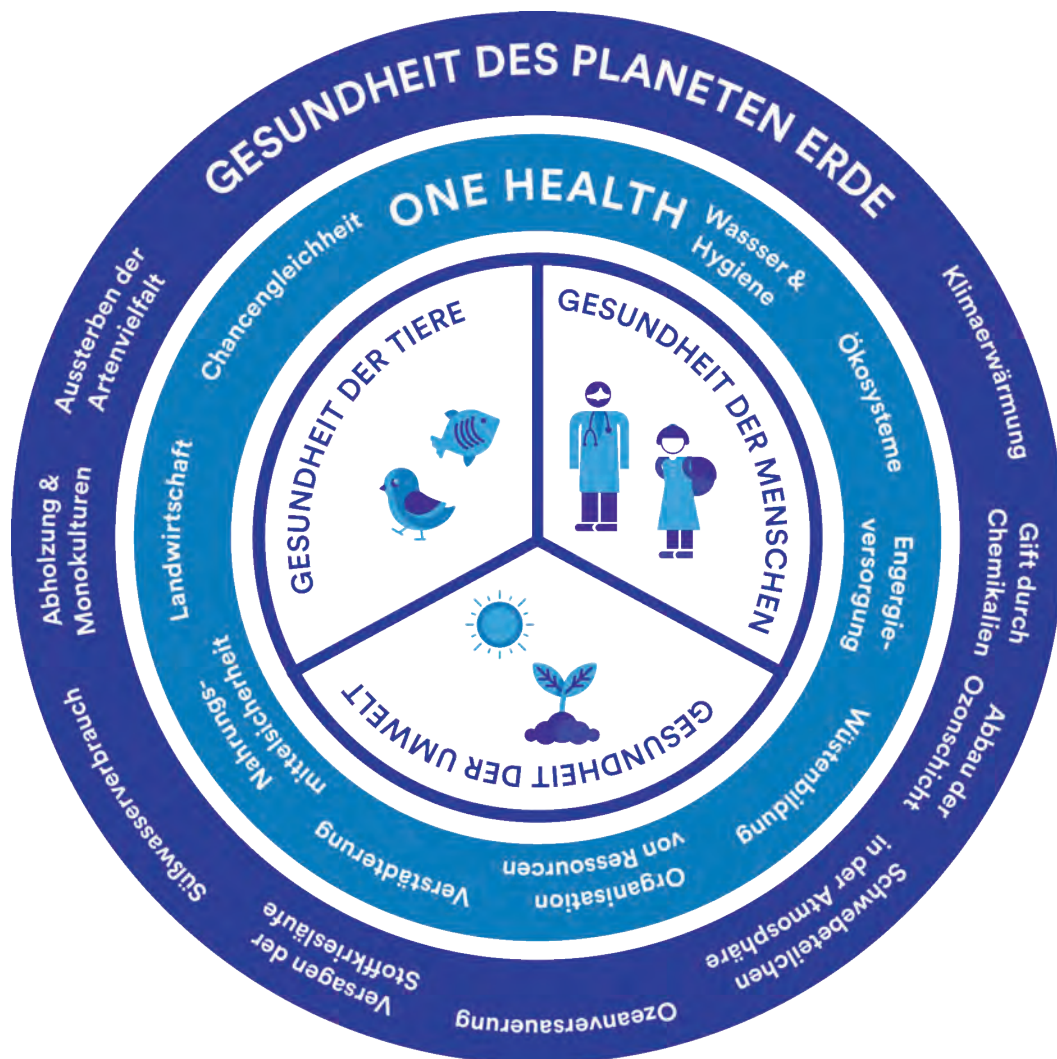 GESUNDHEIT DES PLANETEN ERDE
Klimaerwärmung
Gift durch
Chemikalien
Abbau der
Ozonschicht
Schwebeteilchen
in der Atmosphäre
Ozeanversauerung
Versagen der
Stoffkriesläufe
Süßwasserverbrauch
Abholzung &
Monokulturen
Aussterben der
Artenvielfalt
ONE HEALTH
Wassser &
Hygiene
Ökosysteme
Engergie-
versorgung
Wüstenbildung
Organisation
von Ressourcen
Verstädterung
Nahrungs-
mittelsicherheit
Landwirtschaft
Chancengleichheit
GESUNDHEIT DER TIERE
GESUNDHEIT DER MENSCHEN
GESUNDHEIT DER UMWELT